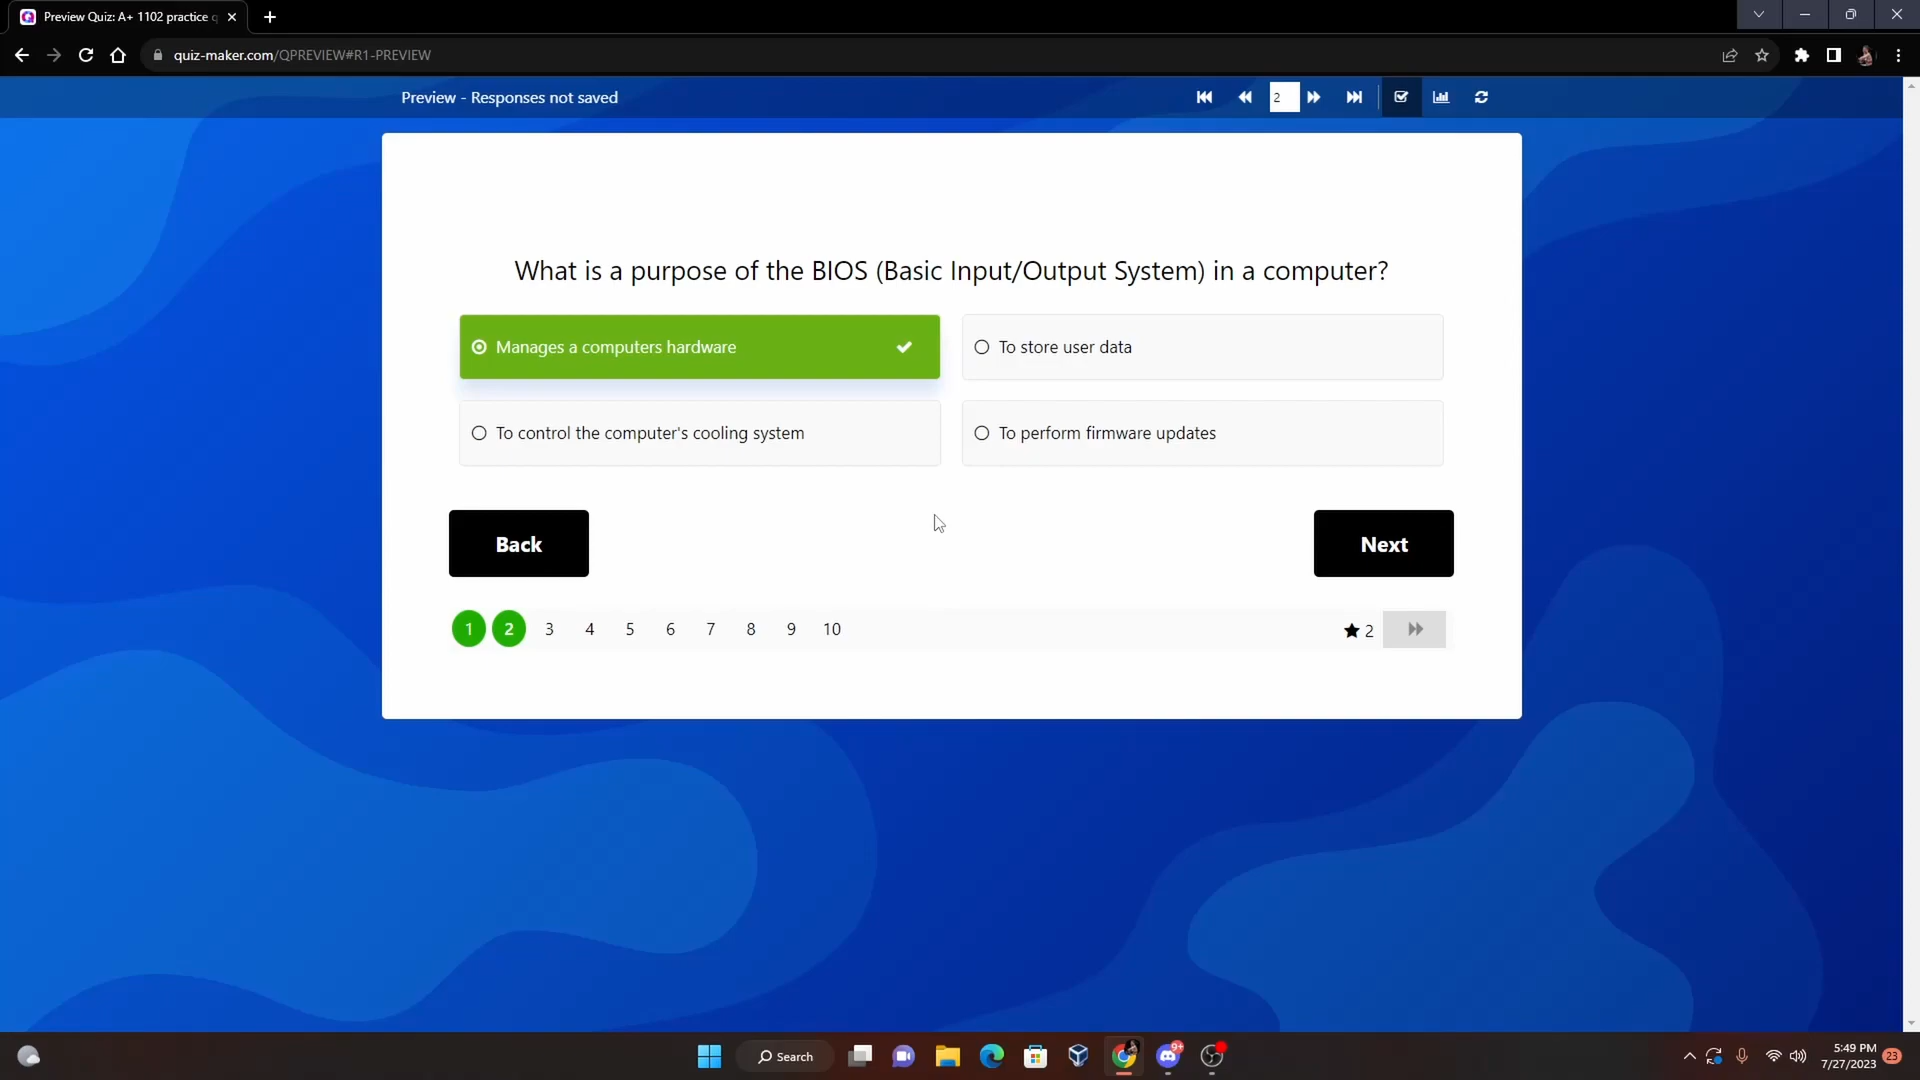 Preview Quiz: A+ 1102 practice q
quiz-maker.com/QPREVIEW#R1-PREVIEW
Preview - Responses not saved
2
What is a purpose of the BIOS (Basic Input/Output System) in a computer?
Manages a computers hardware
To store user data
To control the computer's cooling system
To perform firmware updates
Back
Next
1 2 3 4 5 6 7 8 9 10
2
Search
9+
5:49 PM
7/27/2023
23